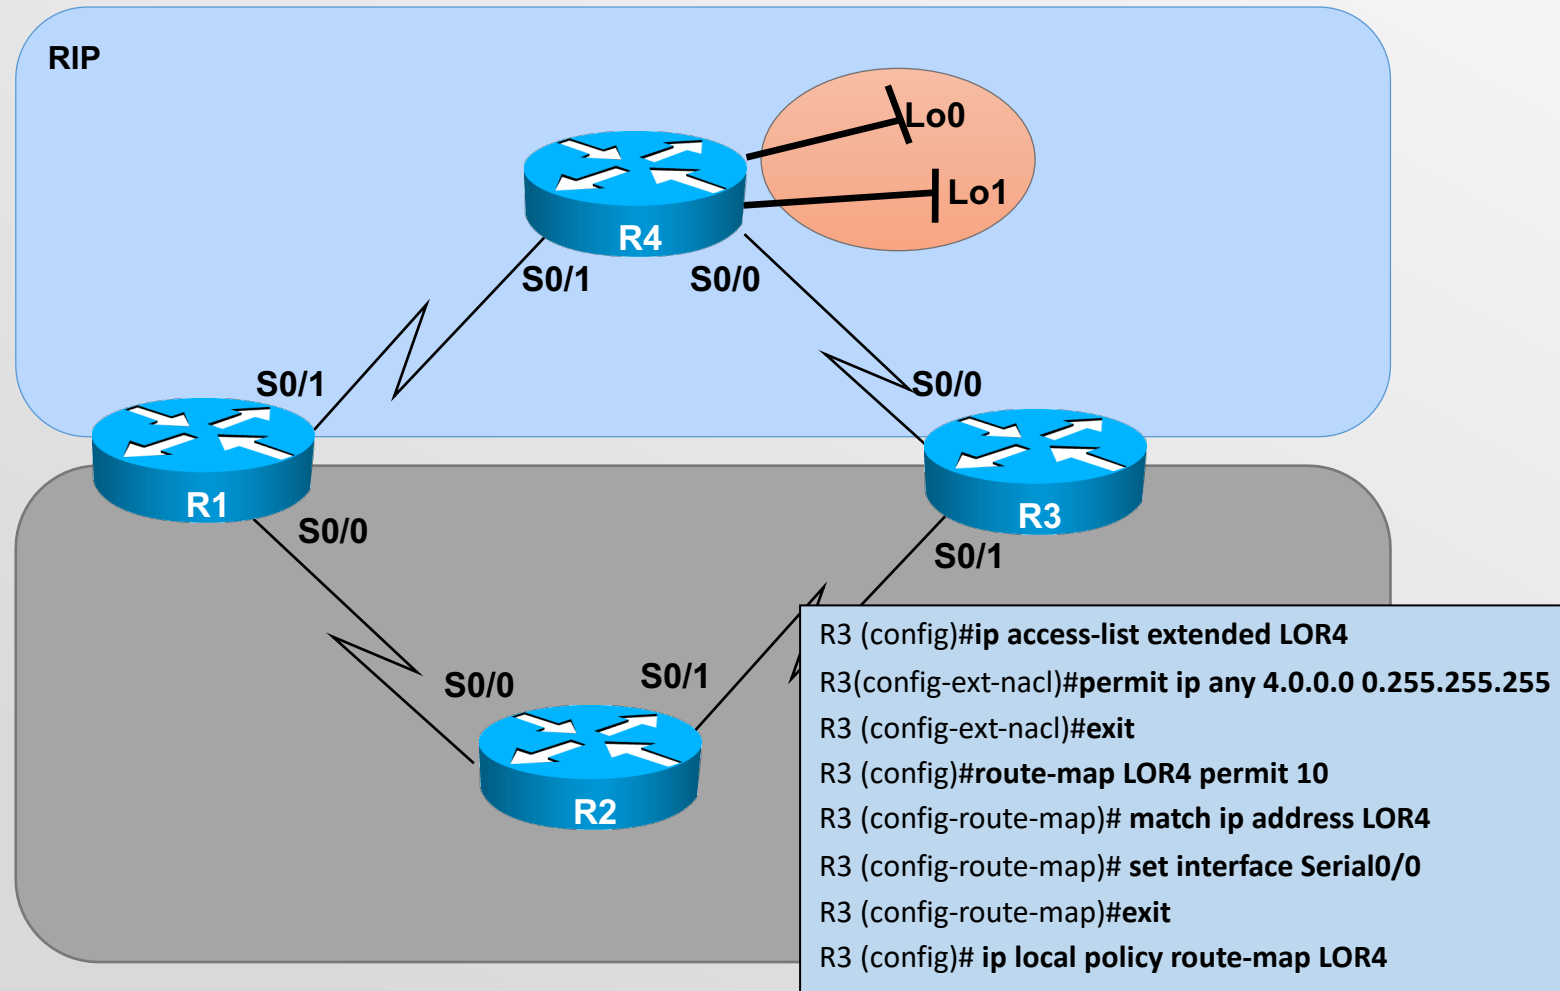 RIP
Lo0
Lo1
R4
S0/1
S0/0
S0/1
S0/0
R1
R3
S0/0
S0/1
S0/0
S0/1
R2
R3 (config)#ip access-list extended LOR4
R3(config-ext-nacl)#permit ip any 4.0.0.0 0.255.255.255
R3 (config-ext-nacl)#exit
R3 (config)#route-map LOR4 permit 10
R3 (config-route-map)# match ip address LOR4
R3 (config-route-map)# set interface Serial0/0
R3 (config-route-map)#exit
R3 (config)# ip local policy route-map LOR4